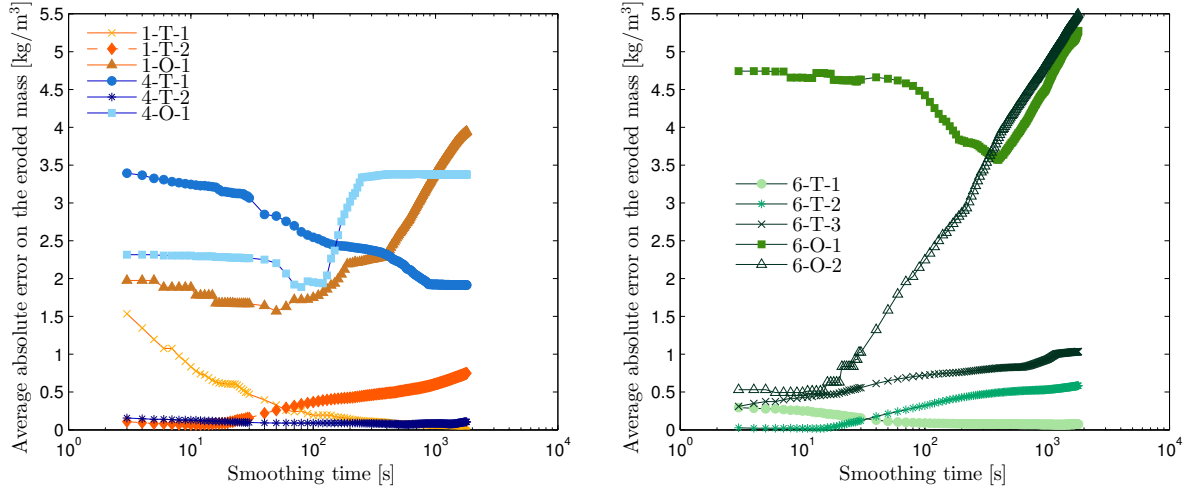 Average absolute error on the eroded mass [kg/m³]
5.5
5
4.5
4
3.5
3
2.5
2
1.5
1
0.5
0
10⁰
10¹
10²
10³
10⁴
Smoothing time [s]
1-T-1
1-T-2
1-O-1
4-T-1
4-T-2
4-O-1
Average absolute error on the eroded mass [kg/m³]
5.5
5
4.5
4
3.5
3
2.5
2
1.5
1
0.5
0
10⁰
10¹
10²
10³
10⁴
Smoothing time [s]
6-T-1
6-T-2
6-T-3
6-O-1
6-O-2